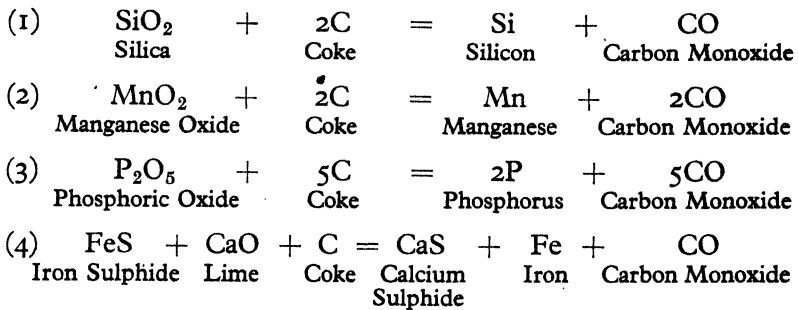 (1) SiO₂ + 2C = Si + CO
Silica Coke Silicon Carbon Monoxide
(2) MnO₂ + 2C = Mn + 2CO
Manganese Oxide Coke Manganese Carbon Monoxide
(3) P₂O₅ + 5C = 2P + 5CO
Phosphoric Oxide Coke Phosphorus Carbon Monoxide
(4) FeS + CaO + C = CaS + Fe + CO
Iron Sulphide Lime Coke Calcium Iron Carbon Monoxide
Sulphide